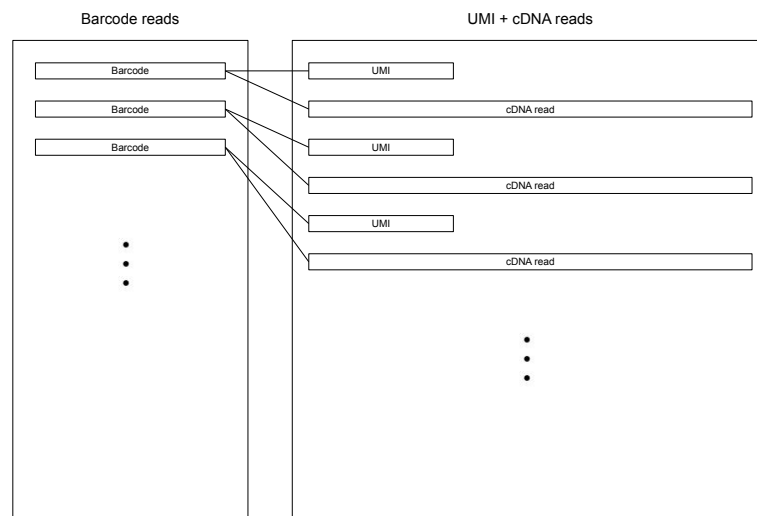 Barcode reads
UMI + cDNA reads
Barcode
UMI
cDNA read
Barcode
UMI
cDNA read
Barcode
UMI
cDNA read